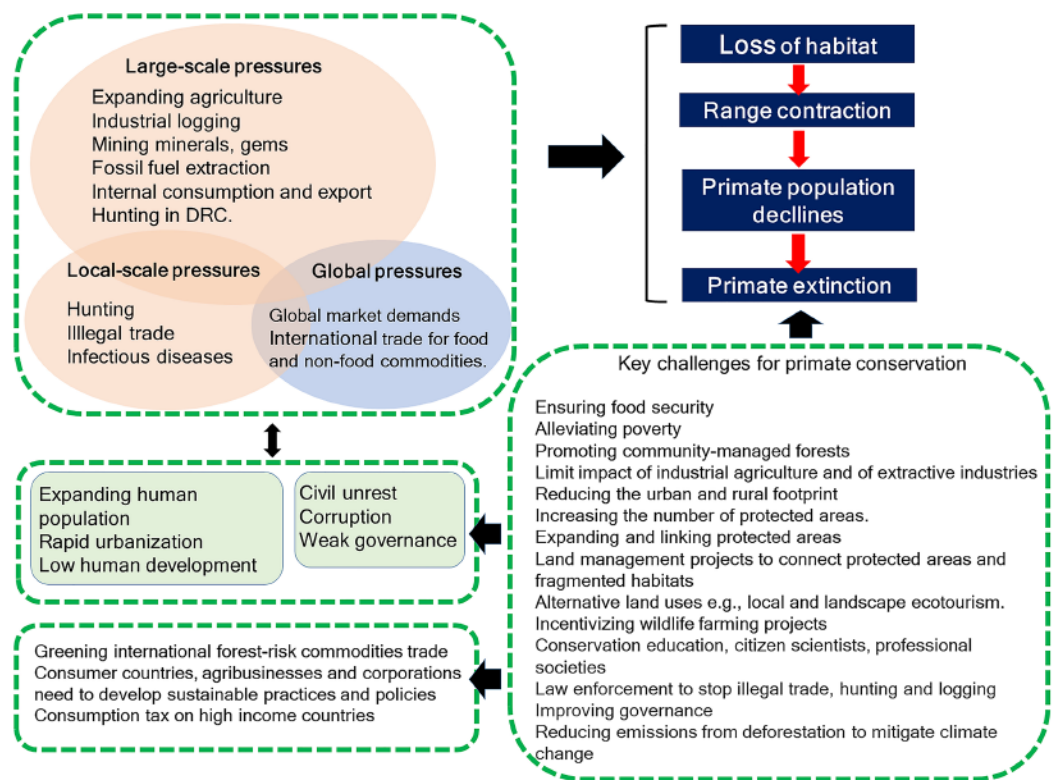 Large-scale pressures
Expanding agriculture
Industrial logging
Mining minerals, gems
Fossil fuel extraction
Internal consumption and export
Hunting in DRC.
Local-scale pressures
Hunting
Illlegal trade
Infectious diseases
Global pressures
Global market demands
International trade for food
and non-food commodities.
Loss of habitat
Range contraction
Primate population
decllines
Primate extinction
Expanding human
population
Rapid urbanization
Low human development
Civil unrest
Corruption
Weak governance
Greening international forest-risk commodities trade
Consumer countries, agribusinesses and corporations
need to develop sustainable practices and policies
Consumption tax on high income countries
Key challenges for primate conservation
Ensuring food security
Alleviating poverty
Promoting community-managed forests
Limit impact of industrial agriculture and of extractive industries
Reducing the urban and rural footprint
Increasing the number of protected areas.
Expanding and linking protected areas
Land management projects to connect protected areas and
fragmented habitats
Alternative land uses e.g., local and landscape ecotourism.
Incentivizing wildlife farming projects
Conservation education, citizen scientists, professional
societies
Law enforcement to stop illegal trade, hunting and logging
Improving governance
Reducing emissions from deforestation to mitigate climate
change